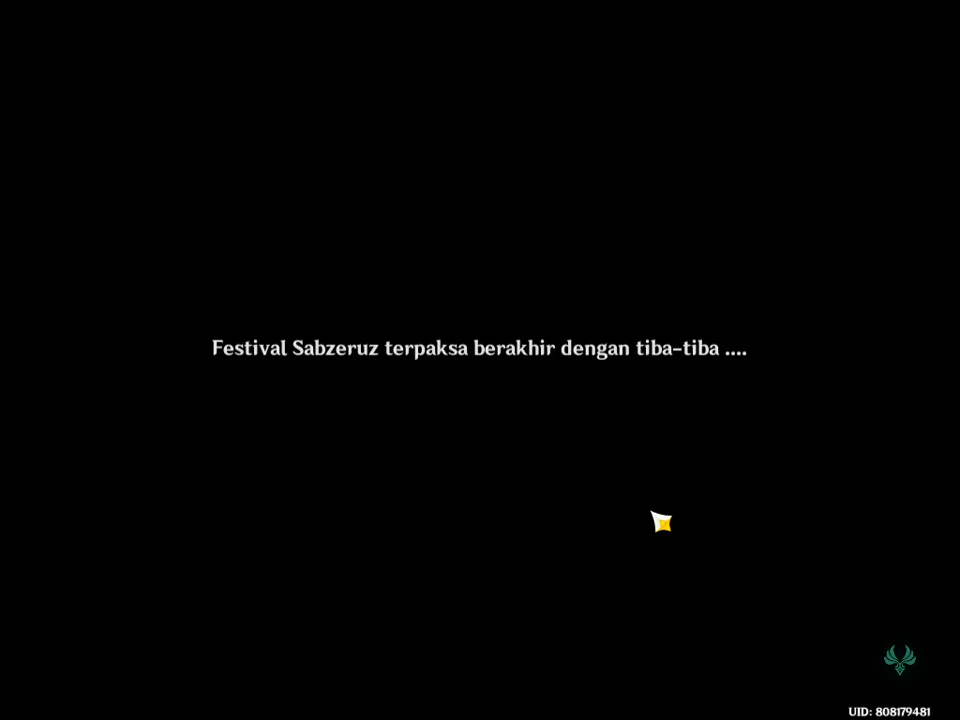 Festival Sabzeruz terpaksa berakhir dengan tiba-tiba ....
UID: 808179481